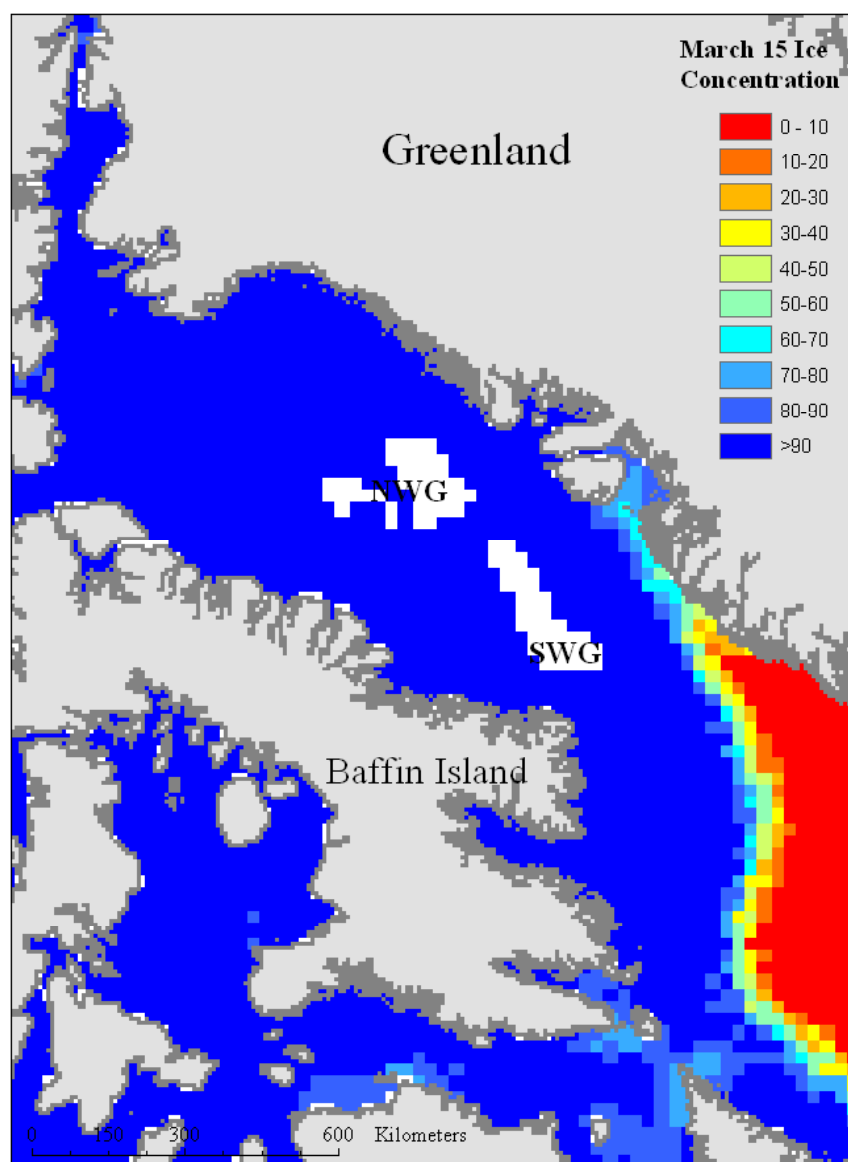 March 15 Ice
Concentration
0 - 10
10-20
20-30
30-40
40-50
50-60
60-70
70-80
80-90
>90
Greenland
NWG
SWG
Baffin Island
0 150 300 600 Kilometers